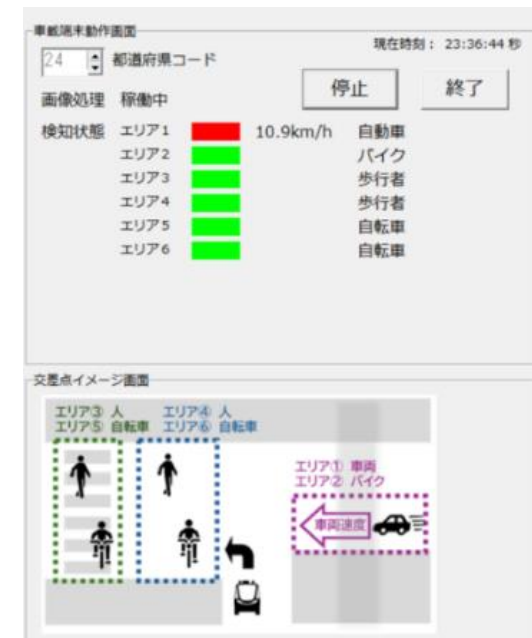 車載端末動作画面
現在時刻： 23:36:44 秒
24 都道府県コード
停止 終了
画像処理 稼働中
検知状態 エリア1 10.9km/h 自動車
エリア2 バイク
エリア3 歩行者
エリア4 歩行者
エリア5 自転車
エリア6 自転車
交差点イメージ画面
エリア③ 人 エリア④ 人
エリア⑤ 自転車 エリア⑥ 自転車
エリア① 車両
エリア② バイク
車両速度